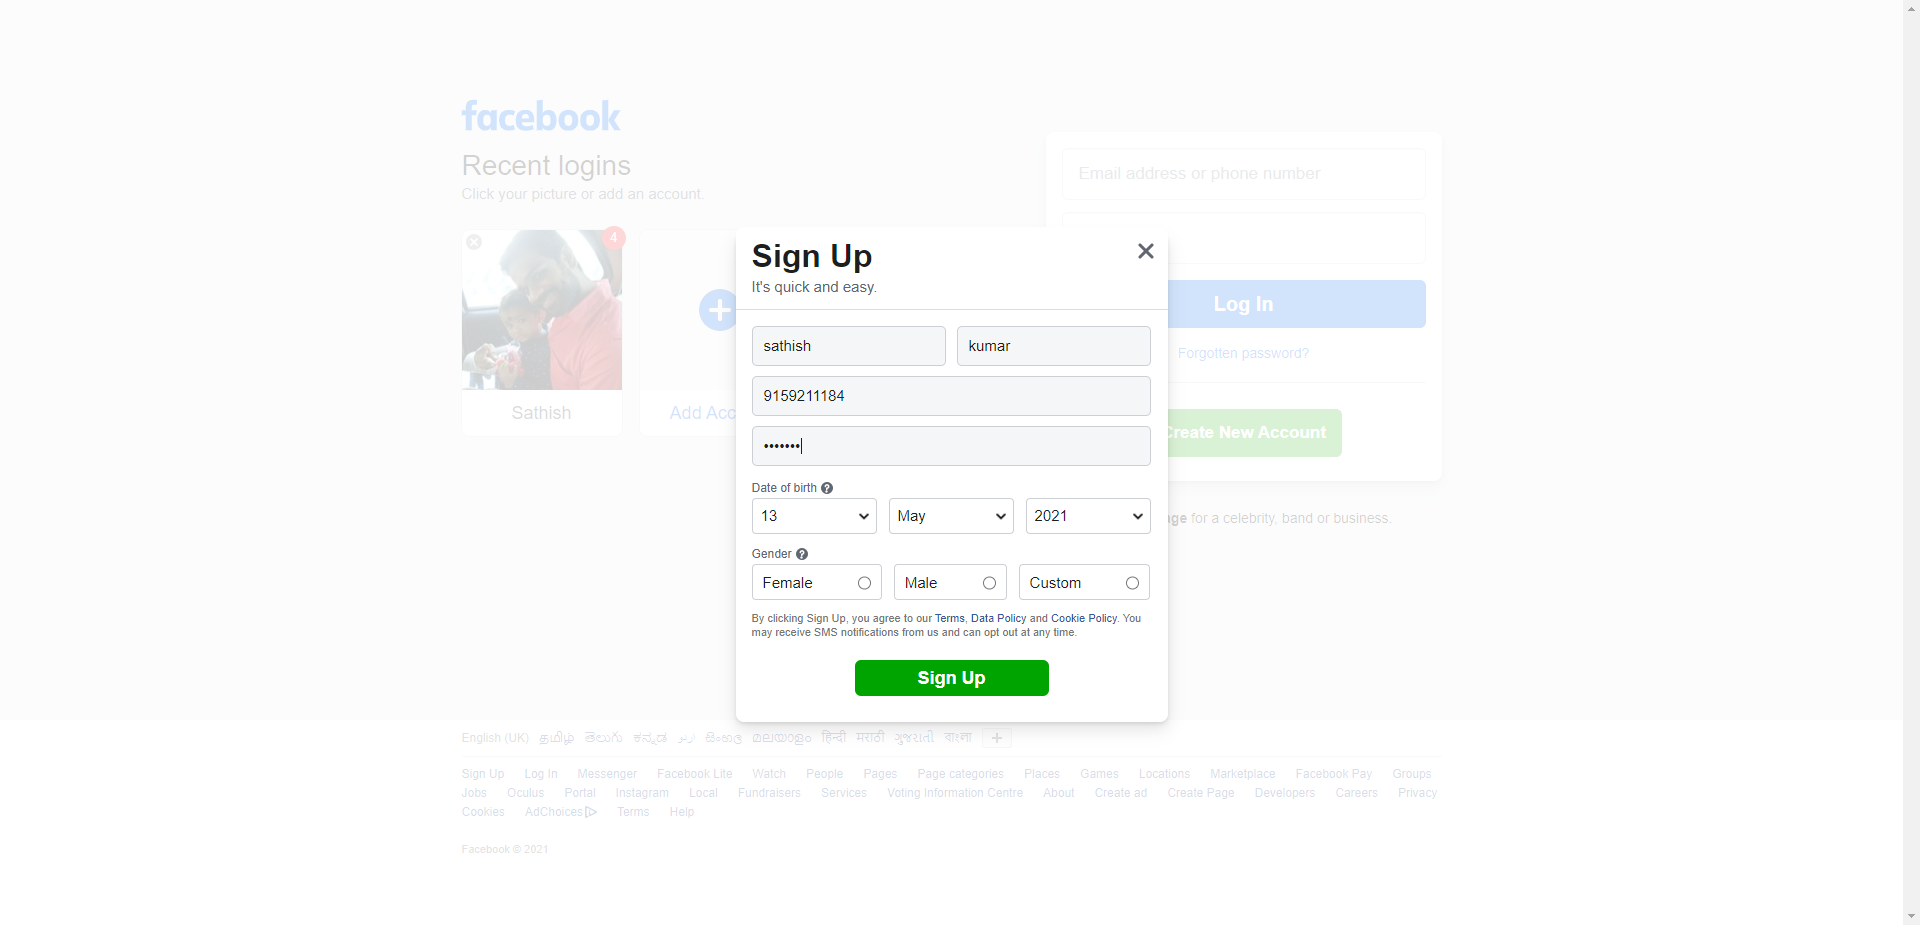 facebook
Recent logins
Click your picture or add an account.
4
Sathish
Add Acc
Email address or phone number
Log In
Forgotten password?
Create New Account
for a celebrity, band or business.
Sign Up
It's quick and easy.
sathish kumar
9159211184
•••••••
Date of birth ?
13 May 2021
Gender ?
Female Male Custom
By clicking Sign Up, you agree to our Terms, Data Policy and Cookie Policy. You
may receive SMS notifications from us and can opt out at any time.
Sign Up
English (UK) தமிழ் తెలుగు ಕನ್ನಡ اردو සිංහල മലയാളം हिन्दी मराठी ગુજરાતી বাংলা +
Sign Up Log In Messenger Facebook Lite Watch People Pages Page categories Places Games Locations Marketplace Facebook Pay Groups
Jobs Oculus Portal Instagram Local Fundraisers Services Voting Information Centre About Create ad Create Page Developers Careers Privacy
Cookies AdChoices Terms Help
Facebook © 2021